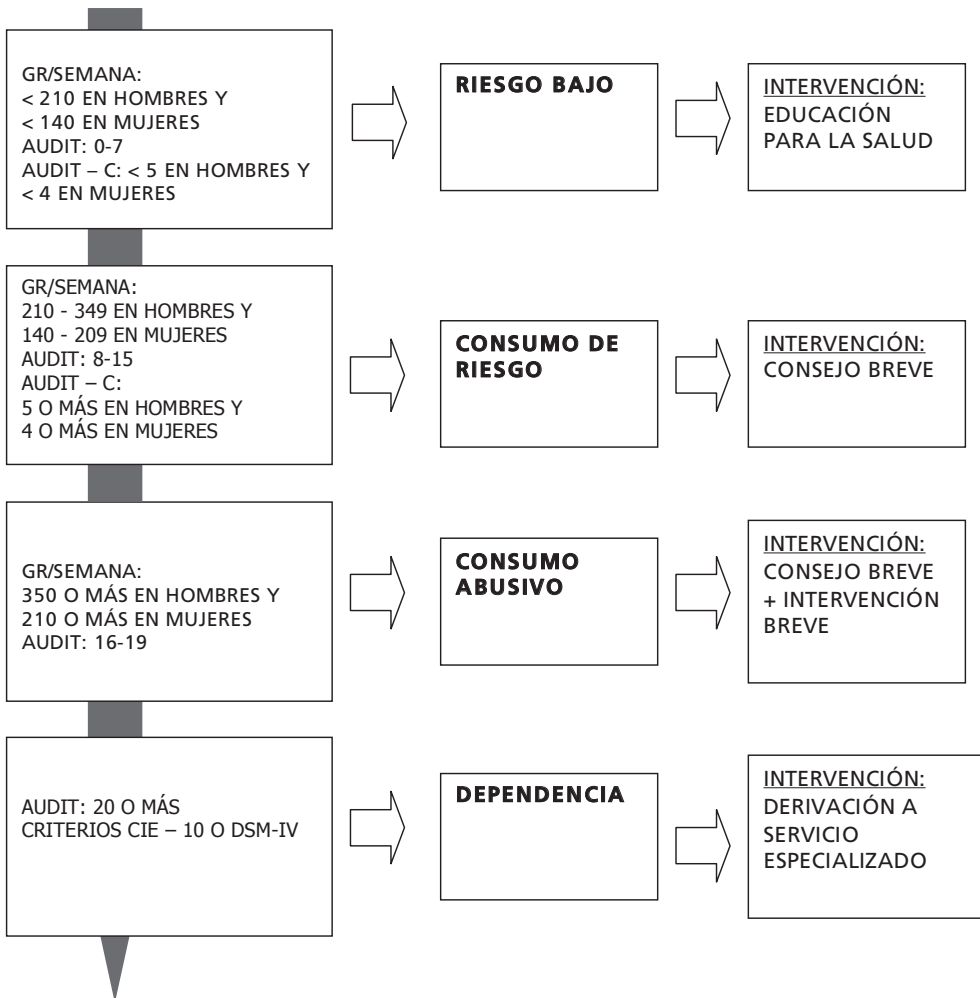 GR/SEMANA:
< 210 EN HOMBRES Y
< 140 EN MUJERES
AUDIT: 0-7
AUDIT – C: < 5 EN HOMBRES Y
< 4 EN MUJERES
RIESGO BAJO
INTERVENCIÓN:
EDUCACIÓN
PARA LA SALUD
GR/SEMANA:
210 - 349 EN HOMBRES Y
140 - 209 EN MUJERES
AUDIT: 8-15
AUDIT – C:
5 O MÁS EN HOMBRES Y
4 O MÁS EN MUJERES
CONSUMO DE
RIESGO
INTERVENCIÓN:
CONSEJO BREVE
GR/SEMANA:
350 O MÁS EN HOMBRES Y
210 O MÁS EN MUJERES
AUDIT: 16-19
CONSUMO
ABUSIVO
INTERVENCIÓN:
CONSEJO BREVE
+ INTERVENCIÓN
BREVE
AUDIT: 20 O MÁS
CRITERIOS CIE – 10 O DSM-IV
DEPENDENCIA
INTERVENCIÓN:
DERIVACIÓN A
SERVICIO
ESPECIALIZADO